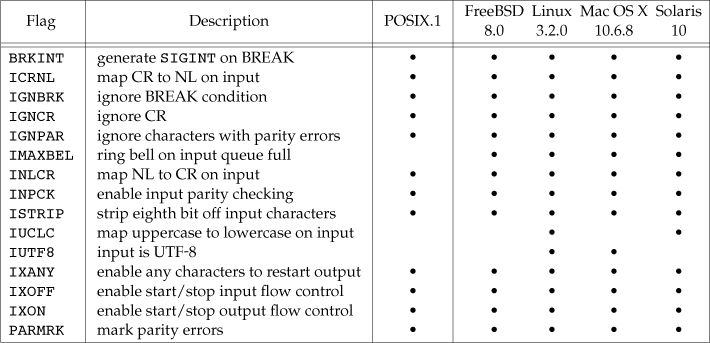 Flag Description POSIX.1 FreeBSD 8.0 Linux 3.2.0 Mac OS X 10.6.8 Solaris 10
BRKINT generate SIGINT on BREAK • • • • •
ICRNL map CR to NL on input • • • • •
IGNBRK ignore BREAK condition • • • • •
IGNCR ignore CR • • • • •
IGNPAR ignore characters with parity errors • • • • •
IMAXBEL ring bell on input queue full • • • •
INLCR map NL to CR on input • • • • •
INPCK enable input parity checking • • • • •
ISTRIP strip eighth bit off input characters • • • • •
IUCLC map uppercase to lowercase on input • •
IUTF8 input is UTF-8 • •
IXANY enable any characters to restart output • • • • •
IXOFF enable start/stop input flow control • • • • •
IXON enable start/stop output flow control • • • • •
PARMRK mark parity errors • • • • •